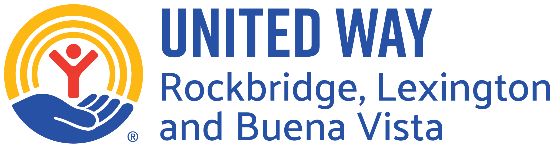 UNITED WAY
Rockbridge, Lexington
and Buena Vista
®